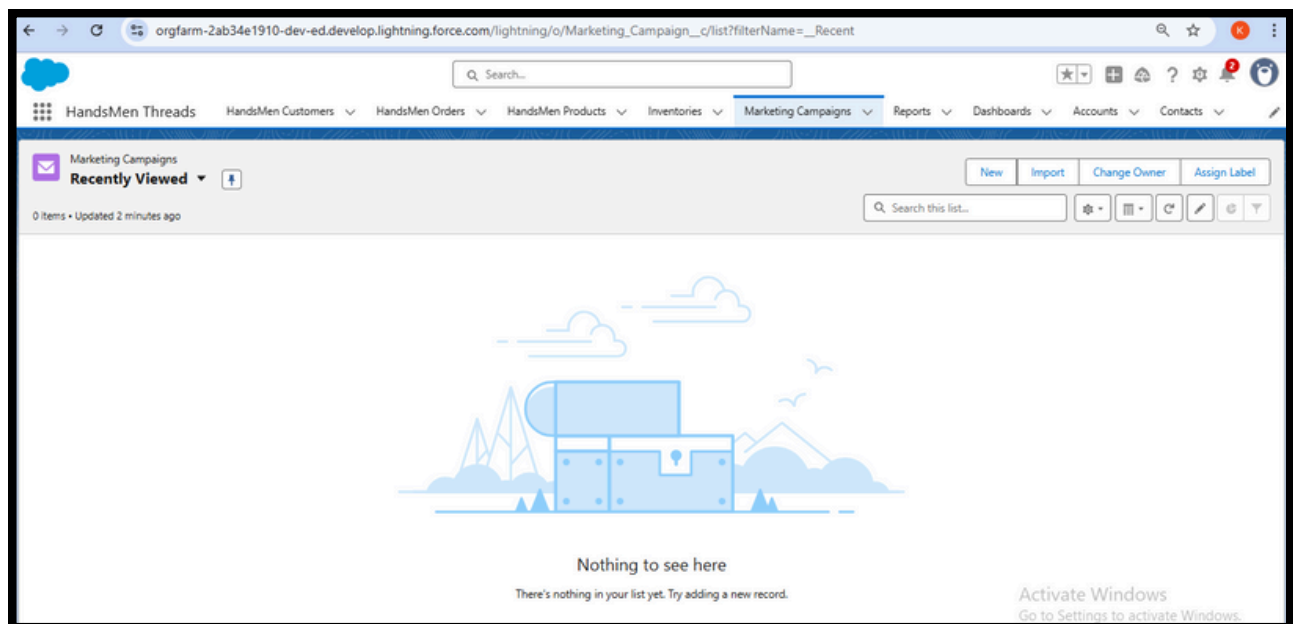 orgfarm-2ab34e1910-dev-ed.develop.lightning.force.com/lightning/o/Marketing_Campaign__c/list?filterName=__Recent
K
Search...
2
HandsMen Threads HandsMen Customers HandsMen Orders HandsMen Products Inventories Marketing Campaigns Reports Dashboards Accounts Contacts
Marketing Campaigns
Recently Viewed
New Import Change Owner Assign Label
0 items • Updated 2 minutes ago
Search this list...
Nothing to see here
There's nothing in your list yet. Try adding a new record.
Activate Windows
Go to Settings to activate Windows.